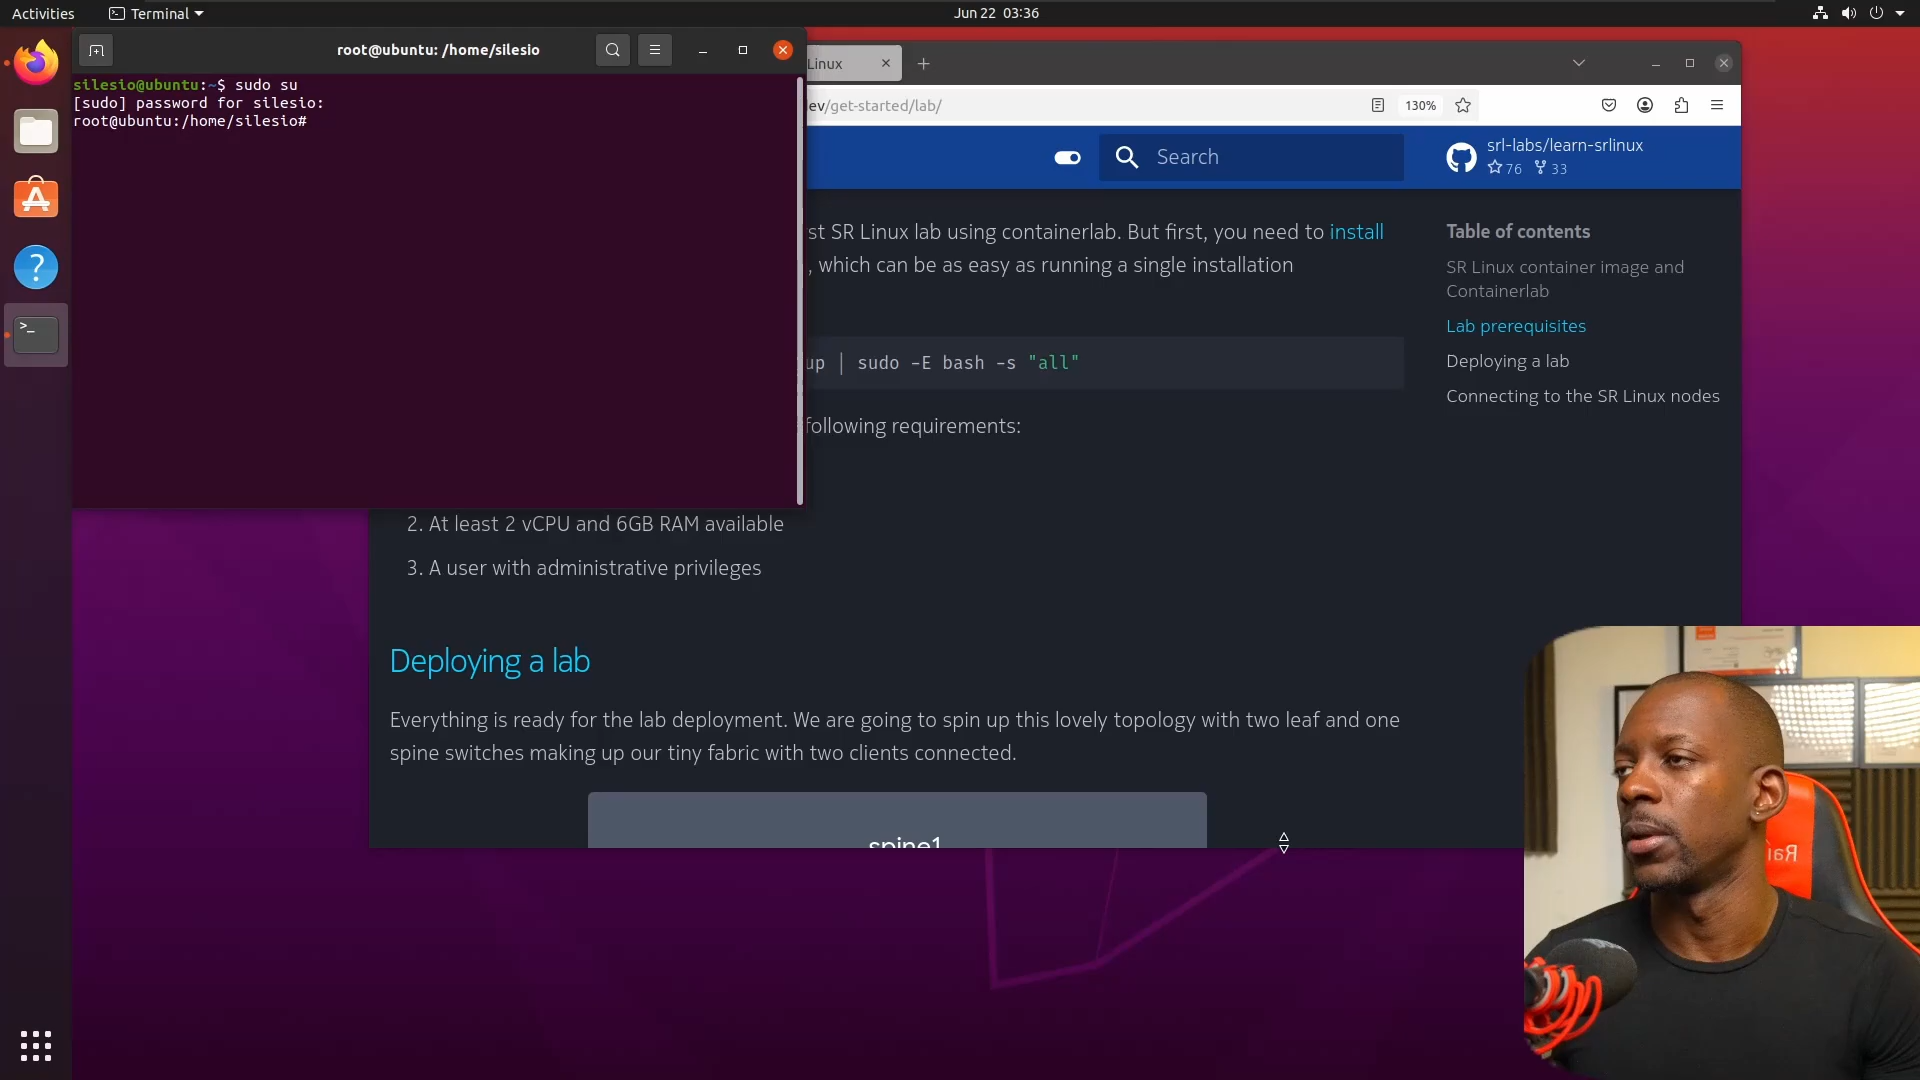 Activities
Terminal
Jun 22 03:36
root@ubuntu: /home/silesio
silesio@ubuntu:~$ sudo su
[sudo] password for silesio:
root@ubuntu:/home/silesio#
Linux
ev/get-started/lab/
130%
Search
srl-labs/learn-srlinux
76 33
st SR Linux lab using containerlab. But first, you need to install
, which can be as easy as running a single installation
up | sudo -E bash -s "all"
following requirements:
2. At least 2 vCPU and 6GB RAM available
3. A user with administrative privileges
Deploying a lab
Everything is ready for the lab deployment. We are going to spin up this lovely topology with two leaf and one
spine switches making up our tiny fabric with two clients connected.
spine1
Table of contents
SR Linux container image and
Containerlab
Lab prerequisites
Deploying a lab
Connecting to the SR Linux nodes